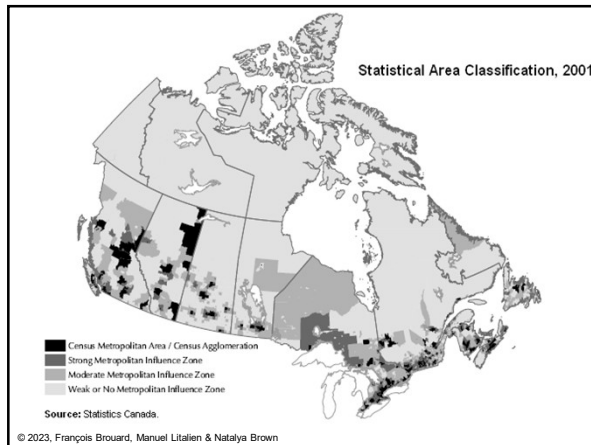 Statistical Area Classification, 2001
Census Metropolitan Area / Census Agglomeration
Strong Metropolitan Influence Zone
Moderate Metropolitan Influence Zone
Weak or No Metropolitan Influence Zone
Source: Statistics Canada.
© 2023, François Brouard, Manuel Litalien & Natalya Brown